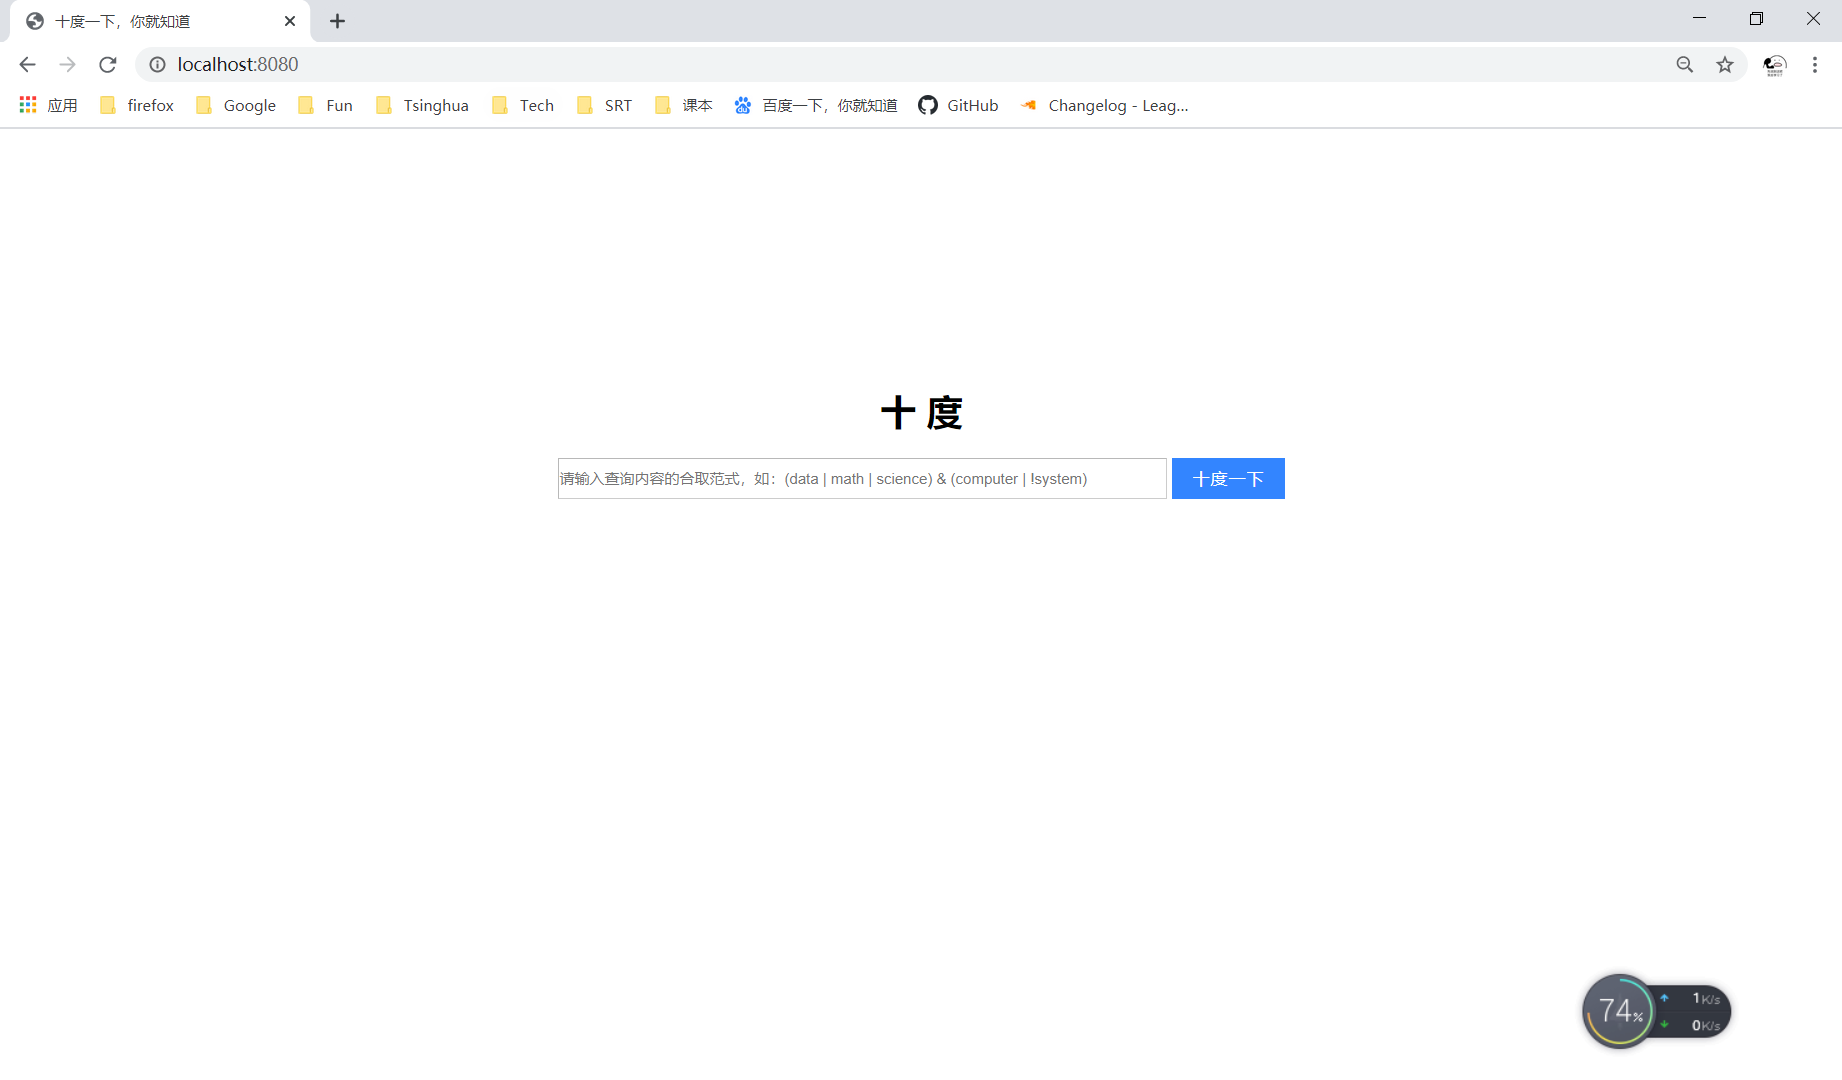 十度一下，你就知道
localhost:8080
应用 firefox Google Fun Tsinghua Tech SRT 课本 百度一下，你就知道 GitHub Changelog - Leag...
十 度
请输入查询内容的合取范式，如：(data | math | science) & (computer | !system) 十度一下
74% 1K/s
0K/s